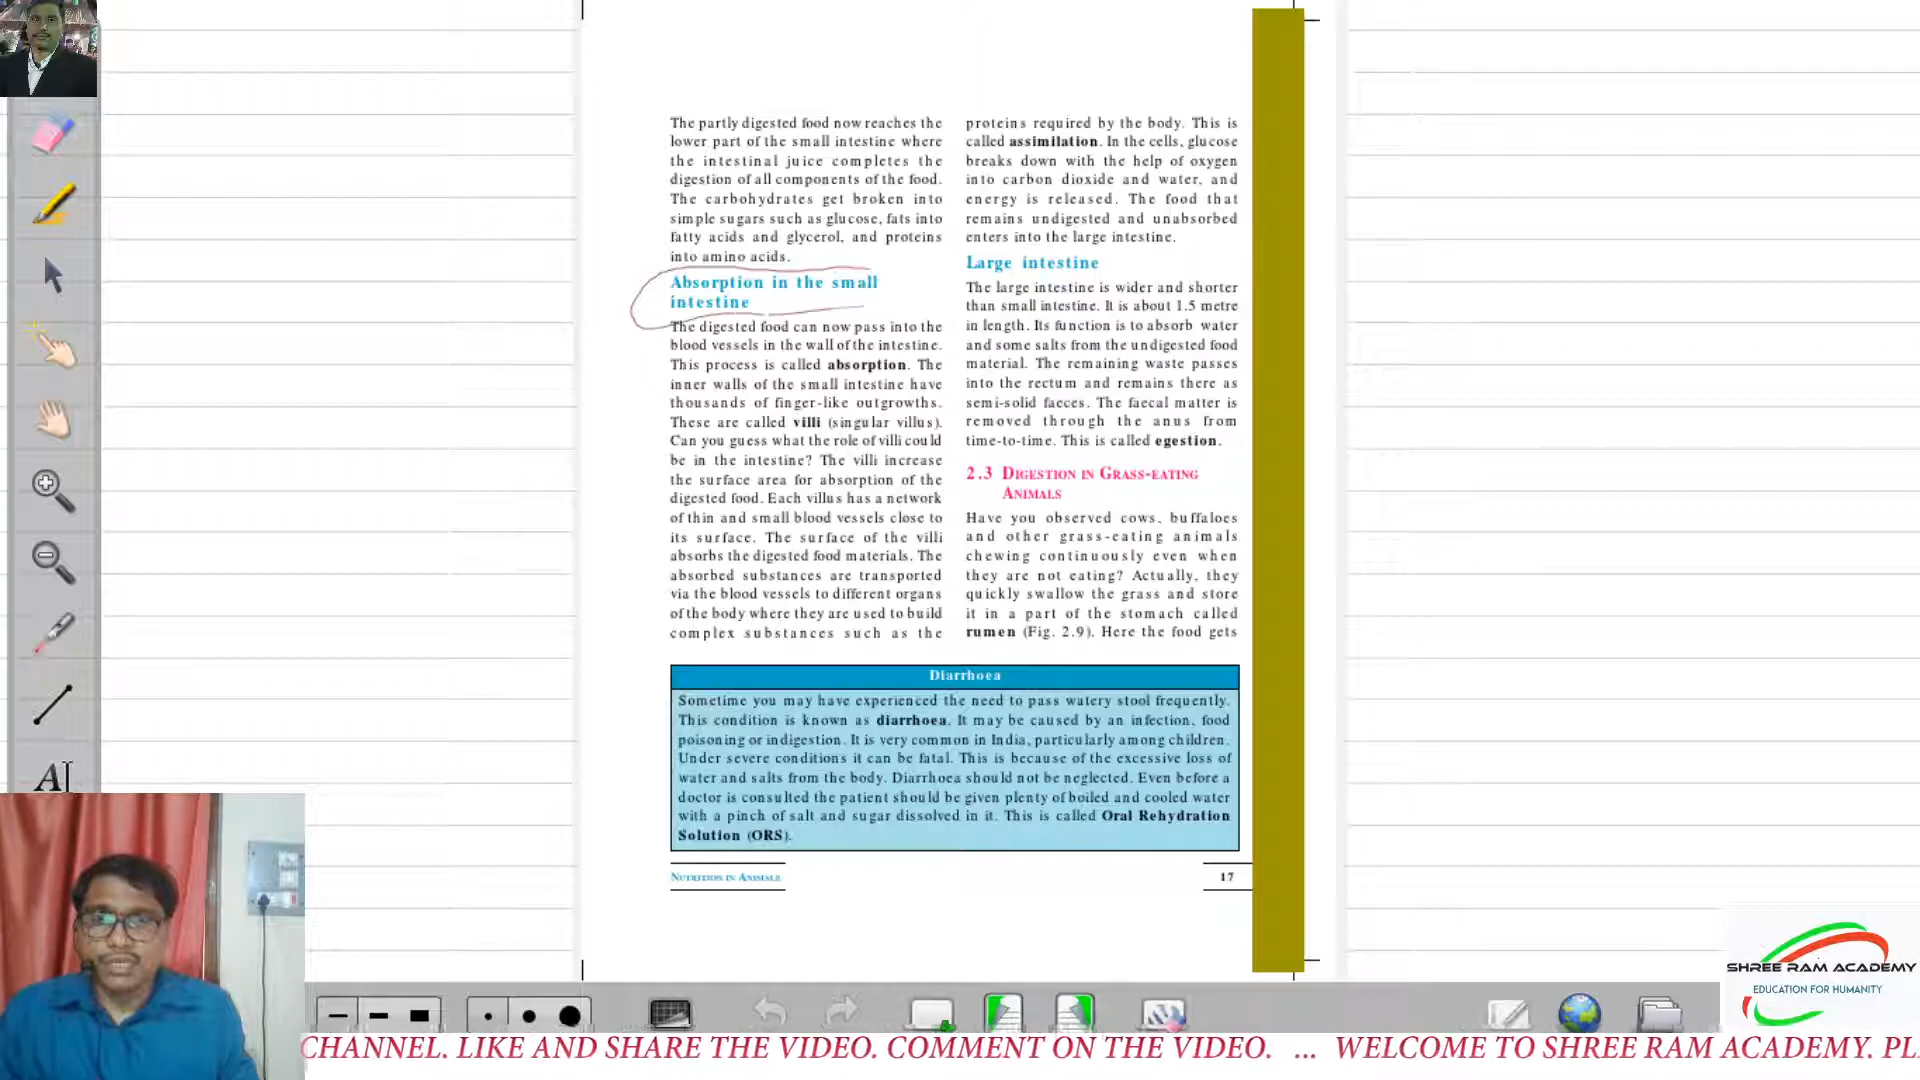 The partly digested food now reaches the
lower part of the small intestine where
the intestinal juice completes the
digestion of all components of the food.
The carbohydrates get broken into
simple sugars such as glucose, fats into
fatty acids and glycerol, and proteins
into amino acids.
Absorption in the small
intestine
The digested food can now pass into the
blood vessels in the wall of the intestine.
This process is called absorption. The
inner walls of the small intestine have
thousands of finger-like outgrowths.
These are called villi (singular villus).
Can you guess what the role of villi could
be in the intestine? The villi increase
the surface area for absorption of the
digested food. Each villus has a network
of thin and small blood vessels close to
its surface. The surface of the villi
absorbs the digested food materials. The
absorbed substances are transported
via the blood vessels to different organs
of the body where they are used to build
complex substances such as the
proteins required by the body. This is
called assimilation. In the cells, glucose
breaks down with the help of oxygen
into carbon dioxide and water, and
energy is released. The food that
remains undigested and unabsorbed
enters into the large intestine.
Large intestine
The large intestine is wider and shorter
than small intestine. It is about 1.5 metre
in length. Its function is to absorb water
and some salts from the undigested food
material. The remaining waste passes
into the rectum and remains there as
semi-solid faeces. The faecal matter is
removed through the anus from
time-to-time. This is called egestion.
2.3 DIGESTION IN GRASS-EATING
ANIMALS
Have you observed cows, buffaloes
and other grass-eating animals
chewing continuously even when
they are not eating? Actually, they
quickly swallow the grass and store
it in a part of the stomach called
rumen (Fig. 2.9). Here the food gets
Diarrhoea
Sometime you may have experienced the need to pass watery stool frequently.
This condition is known as diarrhoea. It may be caused by an infection, food
poisoning or indigestion. It is very common in India, particularly among children.
Under severe conditions it can be fatal. This is because of the excessive loss of
water and salts from the body. Diarrhoea should not be neglected. Even before a
doctor is consulted the patient should be given plenty of boiled and cooled water
with a pinch of salt and sugar dissolved in it. This is called Oral Rehydration
Solution (ORS).
NUTRITION IN ANIMALS
17
A
SHREE RAM ACADEMY
EDUCATION FOR HUMANITY
CHANNEL. LIKE AND SHARE THE VIDEO. COMMENT ON THE VIDEO. ... WELCOME TO SHREE RAM ACADEMY. PL